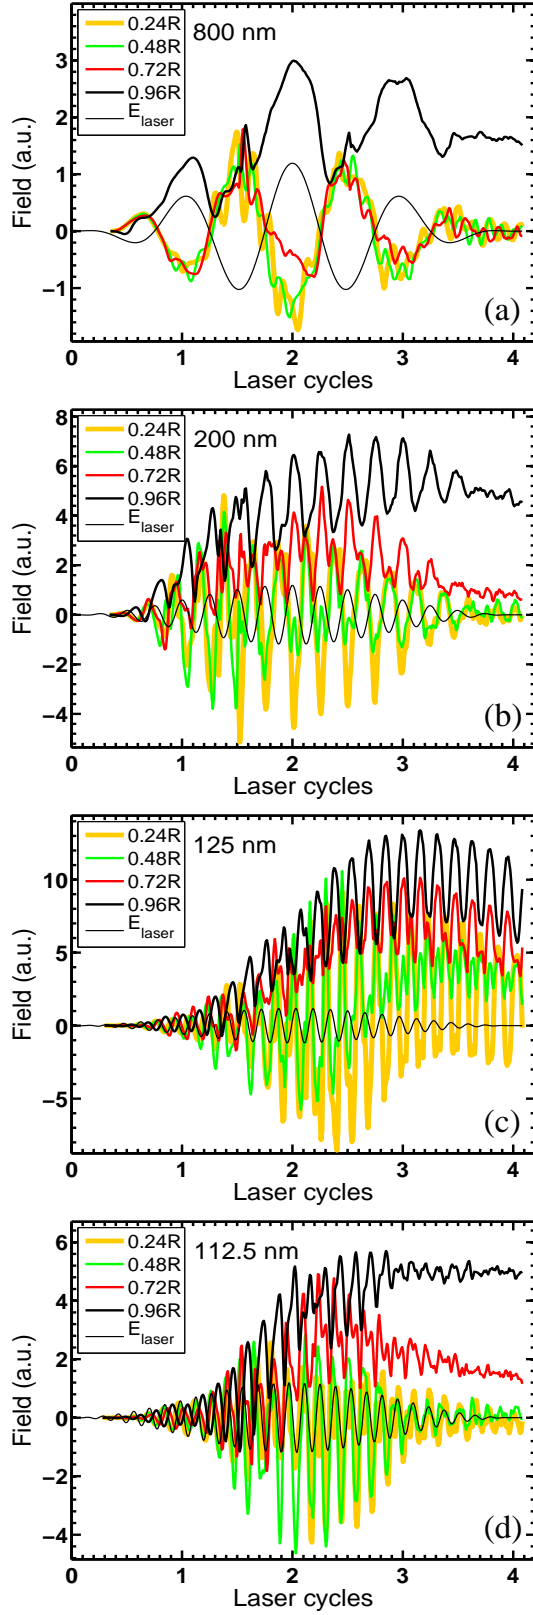 0.24R
0.48R
0.72R
0.96R
E_laser
800 nm
3
2
1
0
−1
Field (a.u.)
(a)
0 1 2 3 4
Laser cycles
0.24R
0.48R
0.72R
0.96R
E_laser
200 nm
8
6
4
2
0
−2
−4
Field (a.u.)
(b)
0 1 2 3 4
Laser cycles
0.24R
0.48R
0.72R
0.96R
E_laser
125 nm
10
5
0
−5
Field (a.u.)
(c)
0 1 2 3 4
Laser cycles
0.24R
0.48R
0.72R
0.96R
E_laser
112.5 nm
6
4
2
0
−2
−4
Field (a.u.)
(d)
0 1 2 3 4
Laser cycles